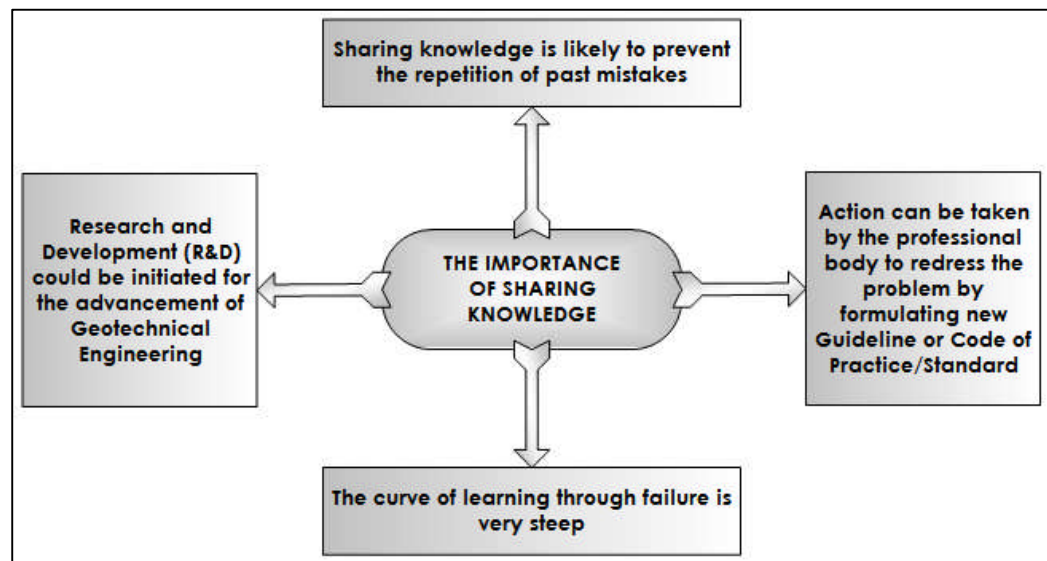 Sharing knowledge is likely to prevent
the repetition of past mistakes
Research and
Development (R&D)
could be initiated for
the advancement of
Geotechnical
Engineering
THE IMPORTANCE
OF SHARING
KNOWLEDGE
Action can be taken
by the professional
body to redress the
problem by
formulating new
Guideline or Code of
Practice/Standard
The curve of learning through failure is
very steep